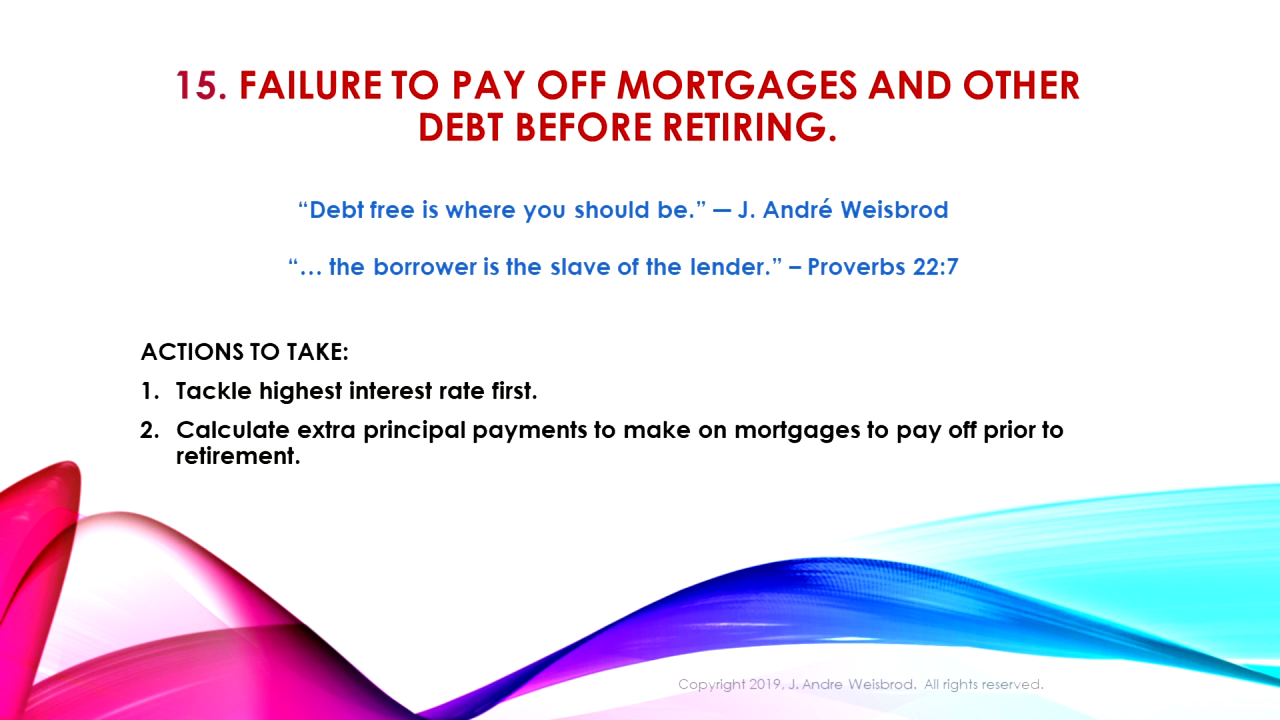 15. FAILURE TO PAY OFF MORTGAGES AND OTHER
DEBT BEFORE RETIRING.
“Debt free is where you should be.” — J. André Weisbrod
“… the borrower is the slave of the lender.” – Proverbs 22:7
ACTIONS TO TAKE:
1. Tackle highest interest rate first.
2. Calculate extra principal payments to make on mortgages to pay off prior to
retirement.
Copyright 2019, J. Andre Weisbrod. All rights reserved.